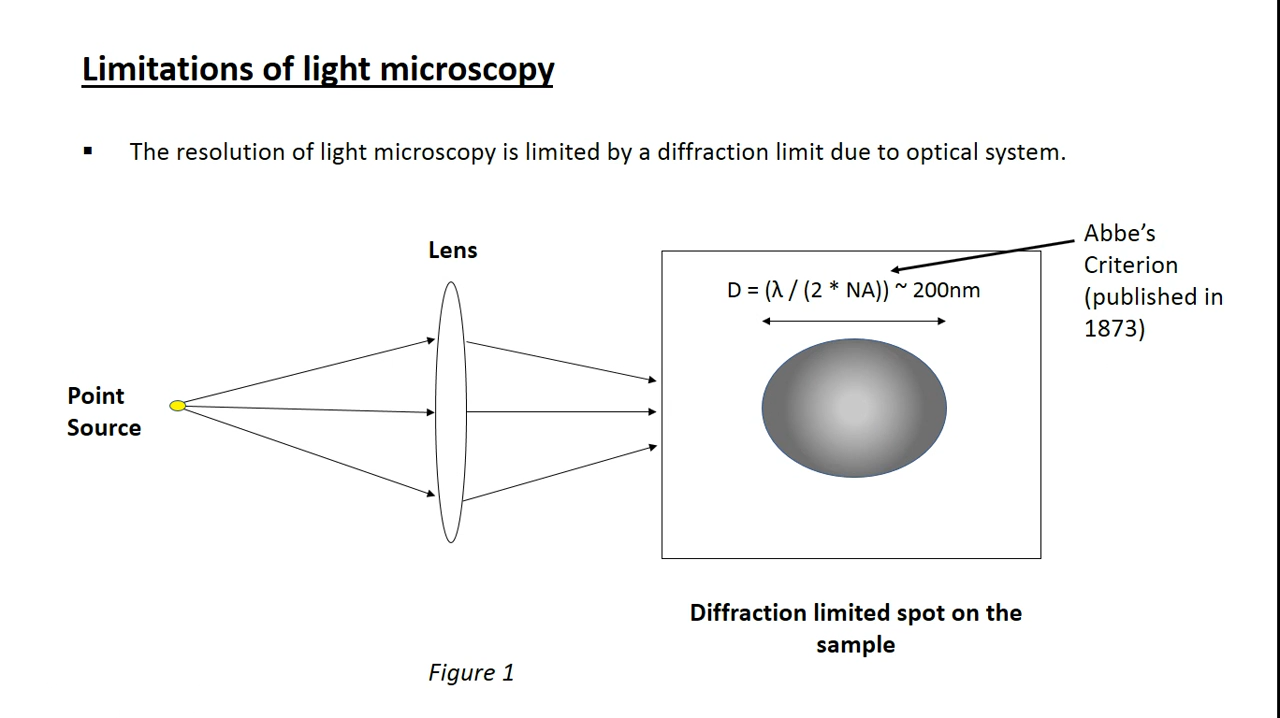 Limitations of light microscopy
▪ The resolution of light microscopy is limited by a diffraction limit due to optical system.
Lens
Abbe’s
Criterion
(published in
1873)
D = (λ / (2 * NA)) ~ 200nm
Point
Source
Diffraction limited spot on the
sample
Figure 1